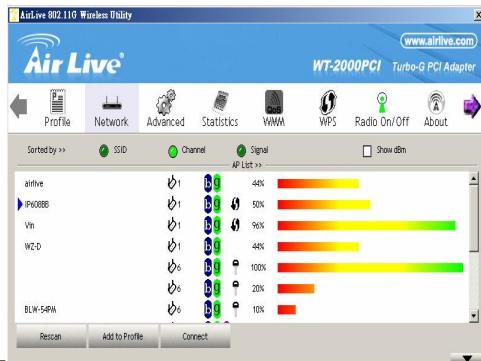 AirLive 802.11G Wireless Utility
www.airlive.com
Air Live®
WT-2000PCI Turbo-G PCI Adapter
Profile Network Advanced Statistics QoS WMM WPS Radio On/Off About
Sorted by >> SSID Channel Signal Show dBm
AP List >>
airlive 1 b g 44%
IP608BB 1 b g 50%
Vin 1 b g 96%
WZ-D 1 b g 44%
6 b g 100%
6 b g 20%
BLW-54PM 6 b g 10%
Rescan Add to Profile Connect